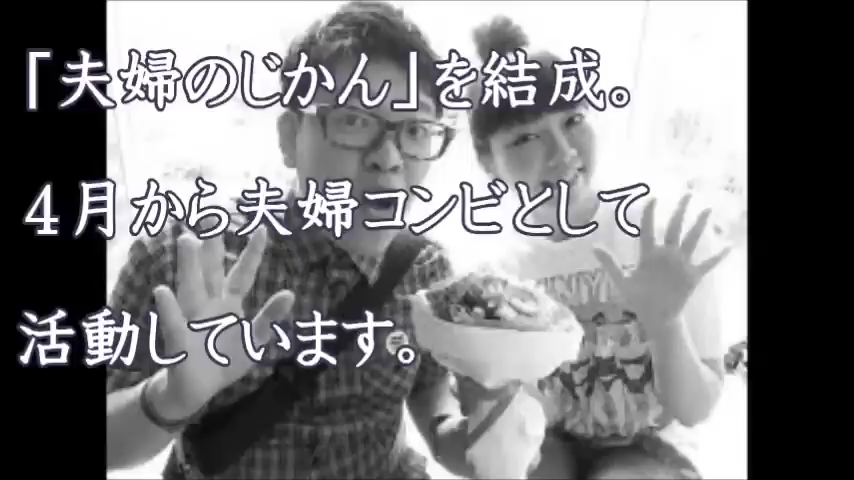 「夫婦のじかん」を結成。
４月から夫婦コンビとして
活動しています。